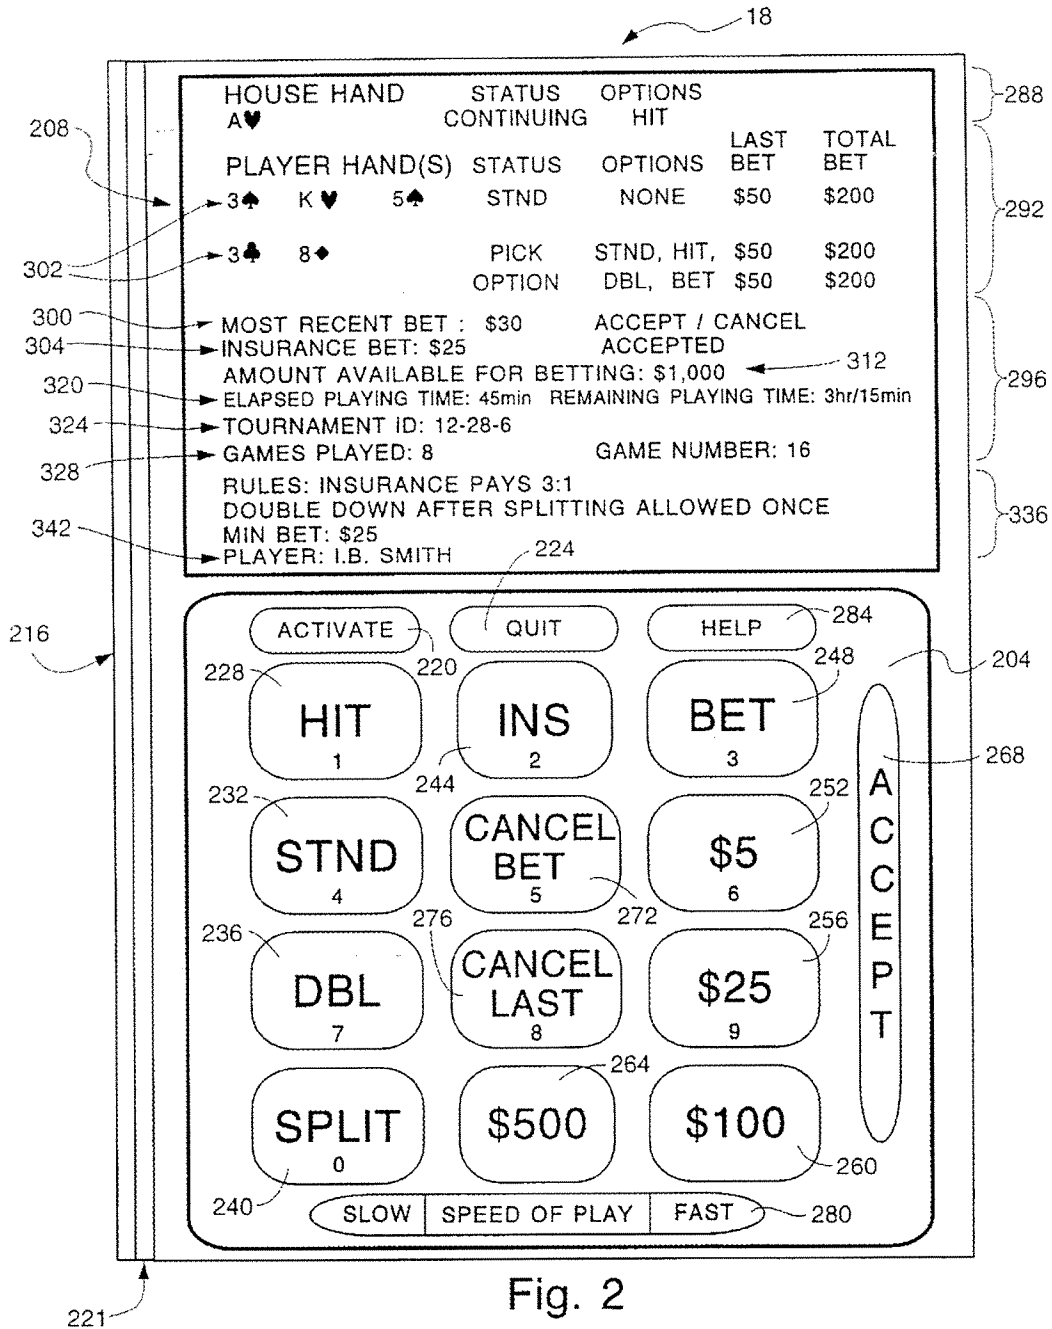 18
HOUSE HAND STATUS OPTIONS
A♥ CONTINUING HIT
288
208
LAST TOTAL
PLAYER HAND(S) STATUS OPTIONS BET BET
3♠ K♥ 5♠ STND NONE $50 $200
292
3♣ 8♦ PICK STND, HIT, $50 $200
302
OPTION DBL, BET $50 $200
300 MOST RECENT BET : $30 ACCEPT / CANCEL
304 INSURANCE BET: $25 ACCEPTED
AMOUNT AVAILABLE FOR BETTING: $1,000 312
296
320 ELAPSED PLAYING TIME: 45min REMAINING PLAYING TIME: 3hr/15min
324 TOURNAMENT ID: 12-28-6
328 GAMES PLAYED: 8 GAME NUMBER: 16
RULES: INSURANCE PAYS 3:1
DOUBLE DOWN AFTER SPLITTING ALLOWED ONCE
336
342 MIN BET: $25
PLAYER: I.B. SMITH
224
ACTIVATE QUIT HELP 284
216
228 220 248 204
HIT INS BET
1 2 3
244 268
232 252
STND CANCEL BET $5
4 5 6
236 276 272 256
DBL CANCEL LAST $25
7 8 9
ACCEPT
264
SPLIT $500 $100
0
240 260
SLOW SPEED OF PLAY FAST 280
221
Fig. 2